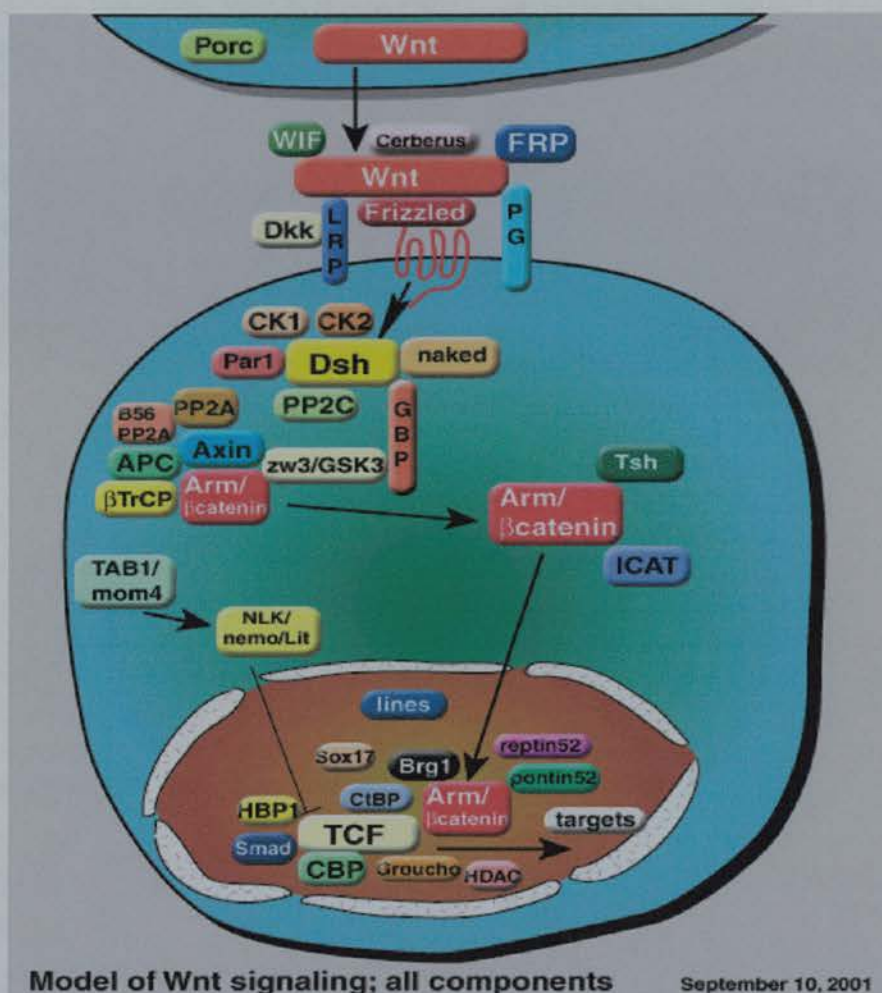 Porc
Wnt
WIF
Cerberus
FRP
Wnt
Frizzled
LRP
PG
Dkk
CK1
CK2
Par1
Dsh
naked
PP2C
GBP
B56
PP2A
PP2A
APC
Axin
zw3/GSK3
βTrCP
Arm/
βcatenin
Tsh
Arm/
βcatenin
ICAT
TAB1/
mom4
NLK/
nemo/Lit
lines
Sox17
Brg1
reptin52
pontin52
HBP1
CtBP
Arm/
βcatenin
targets
Smad
TCF
CBP
Groucho
HDAC
Model of Wnt signaling; all components
September 10, 2001